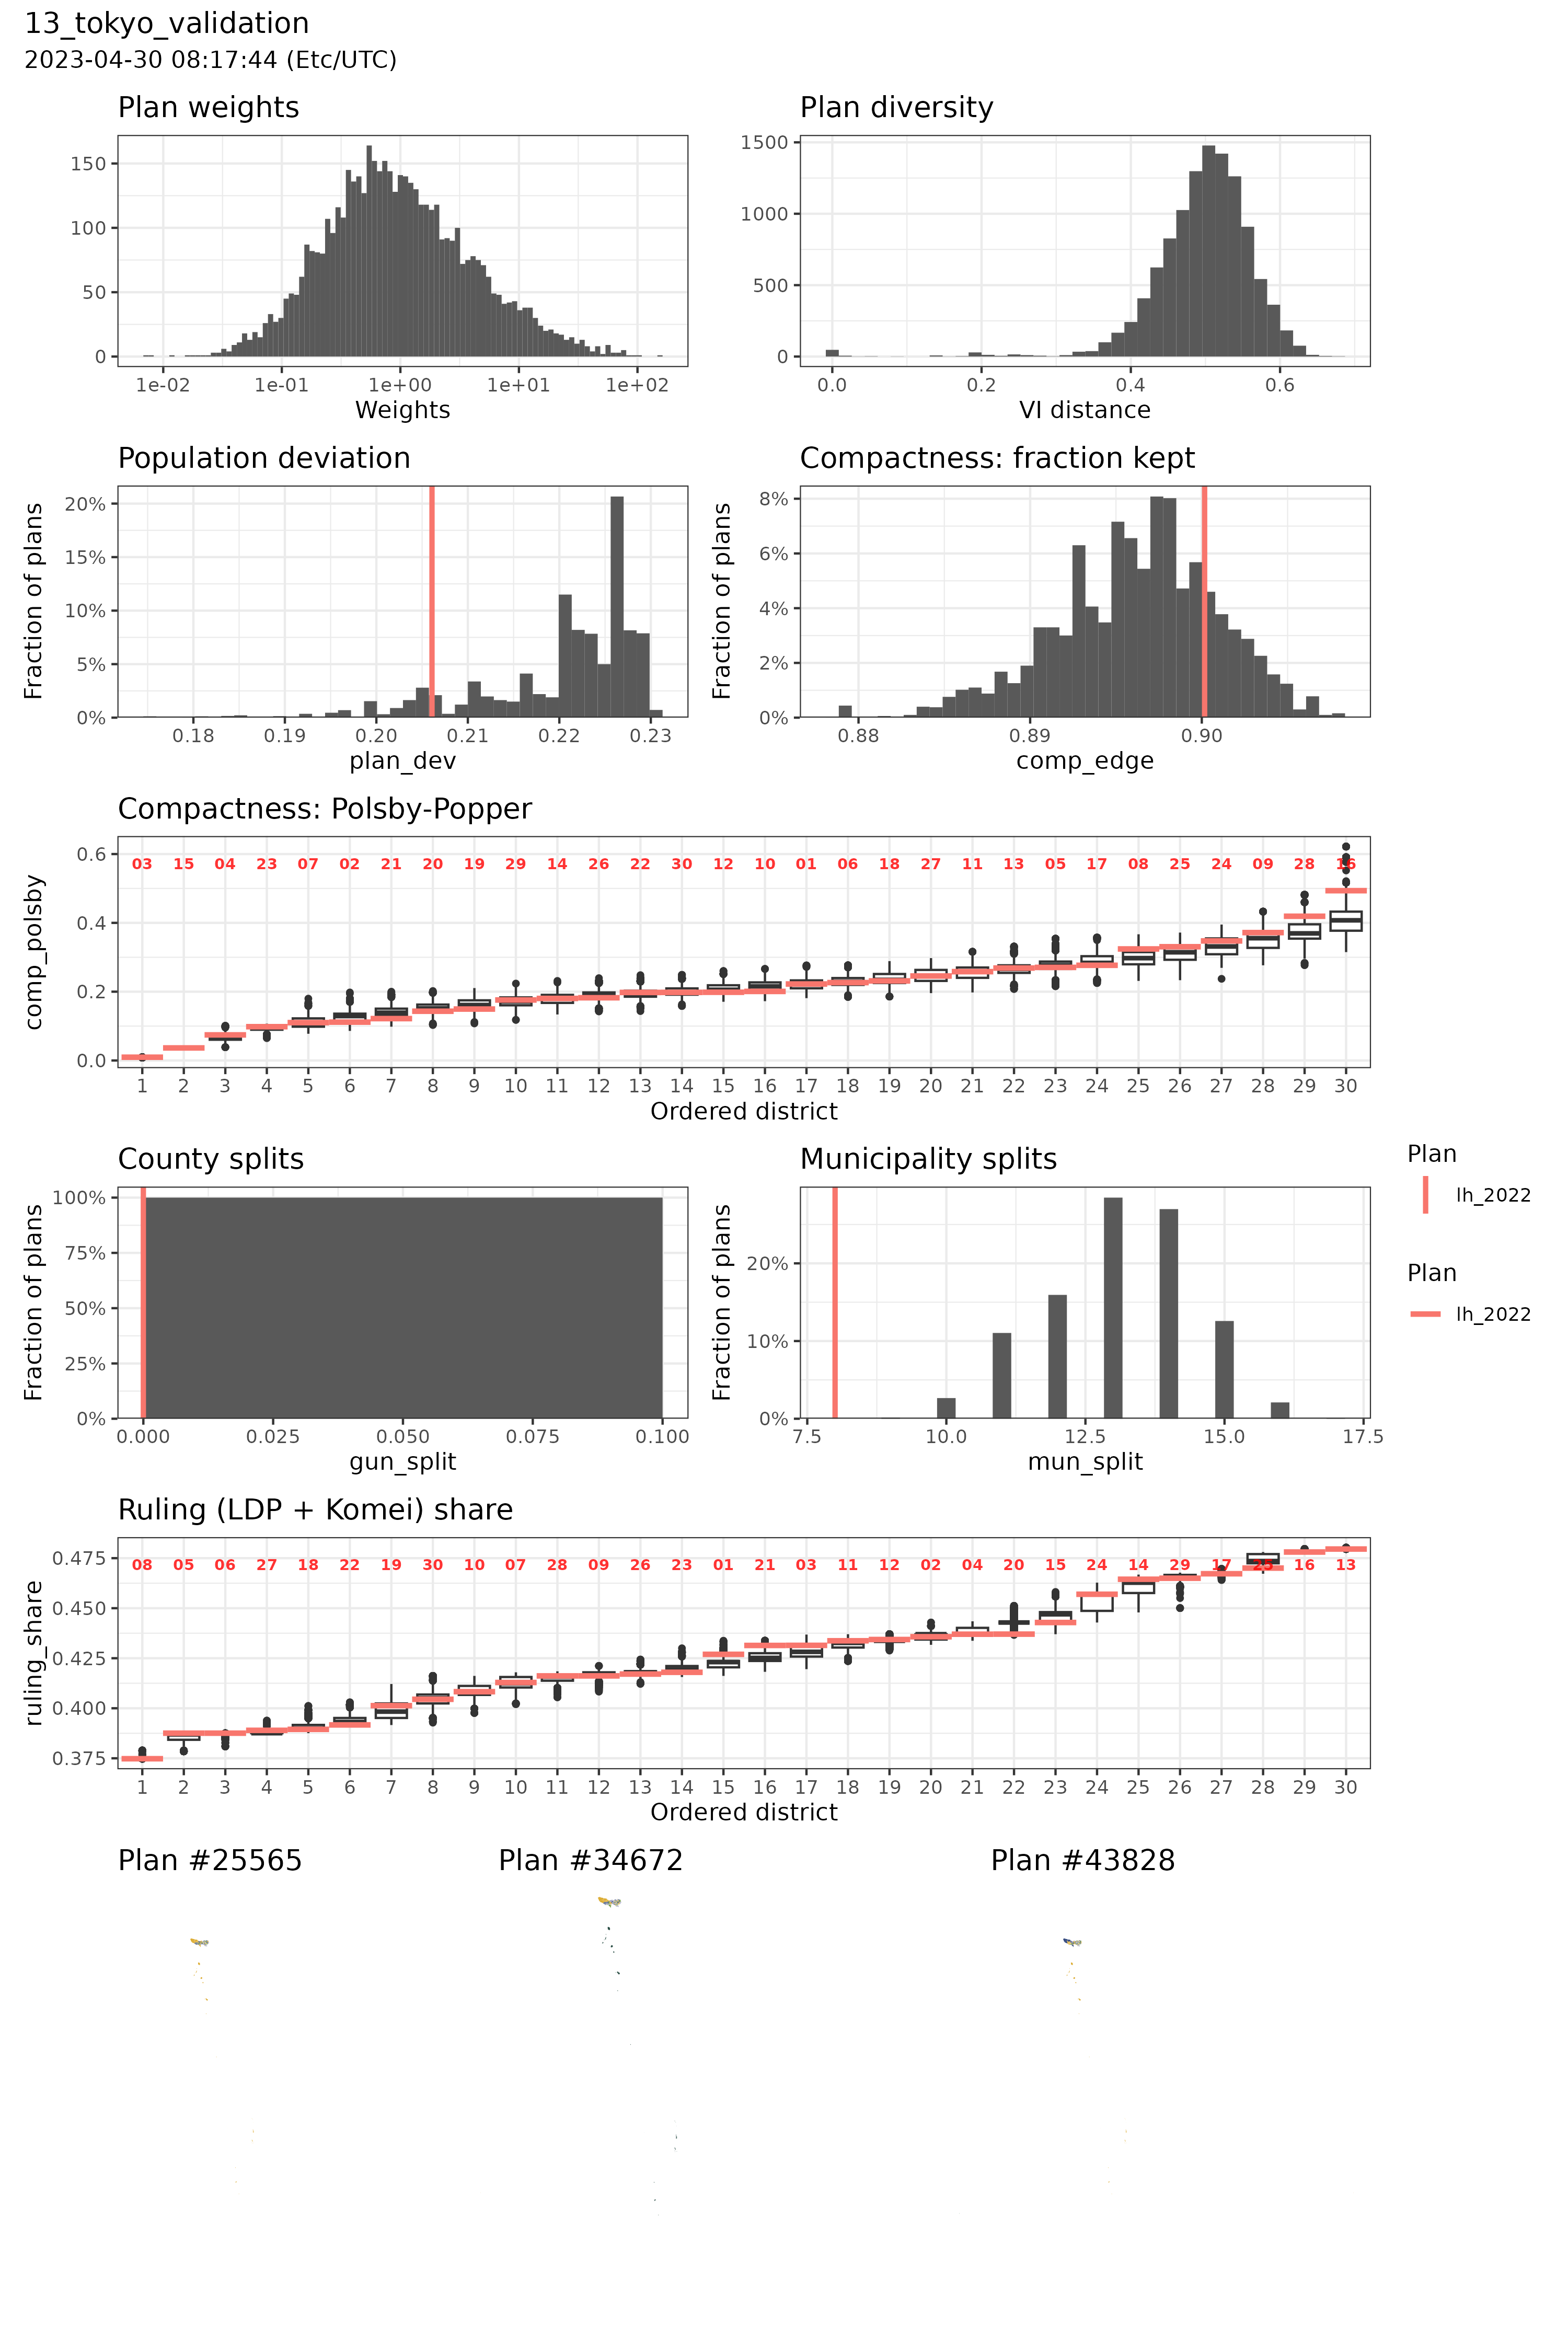 13_tokyo_validation
2023-04-30 08:17:44 (Etc/UTC)
Plan weights
150
100
50
0
1e-02 1e-01 1e+00 1e+01 1e+02
Weights
Plan diversity
1500
1000
500
0
0.0 0.2 0.4 0.6
VI distance
Population deviation
Fraction of plans
20%
15%
10%
5%
0%
0.18 0.19 0.20 0.21 0.22 0.23
plan_dev
Compactness: fraction kept
Fraction of plans
8%
6%
4%
2%
0%
0.88 0.89 0.90
comp_edge
Compactness: Polsby-Popper
comp_polsby
0.6
0.4
0.2
0.0
03 15 04 23 07 02 21 20 19 29 14 26 22 30 12 10 01 06 18 27 11 13 05 17 08 25 24 09 28 16
1 2 3 4 5 6 7 8 9 10 11 12 13 14 15 16 17 18 19 20 21 22 23 24 25 26 27 28 29 30
Ordered district
County splits
Fraction of plans
100%
75%
50%
25%
0%
0.000 0.025 0.050 0.075 0.100
gun_split
Municipality splits
Fraction of plans
20%
10%
0%
7.5 10.0 12.5 15.0 17.5
mun_split
Plan
lh_2022
Plan
lh_2022
Ruling (LDP + Komei) share
ruling_share
0.475
0.450
0.425
0.400
0.375
08 05 06 27 18 22 19 30 10 07 28 09 26 23 01 21 03 11 12 02 04 20 15 24 14 29 17 25 16 13
1 2 3 4 5 6 7 8 9 10 11 12 13 14 15 16 17 18 19 20 21 22 23 24 25 26 27 28 29 30
Ordered district
Plan #25565
Plan #34672
Plan #43828